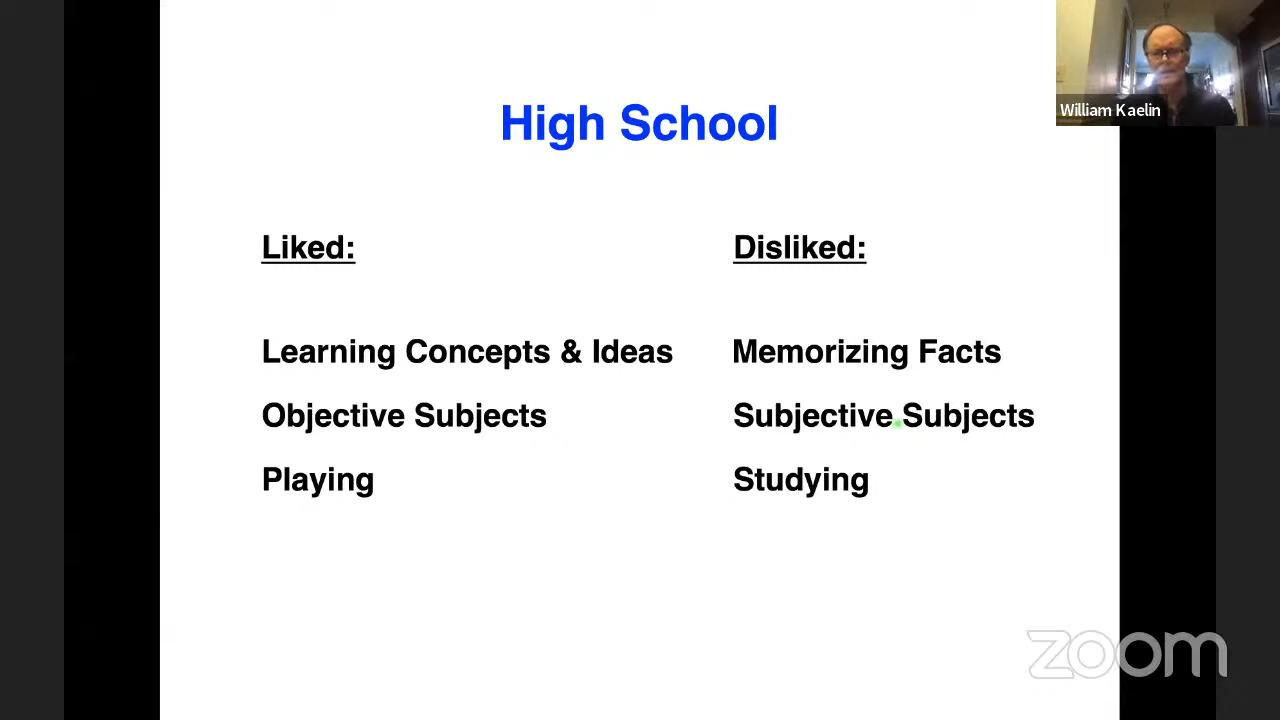 High School
William Kaelin
Liked:
Disliked:
Learning Concepts & Ideas
Memorizing Facts
Objective Subjects
Subjective Subjects
Playing
Studying
zoom